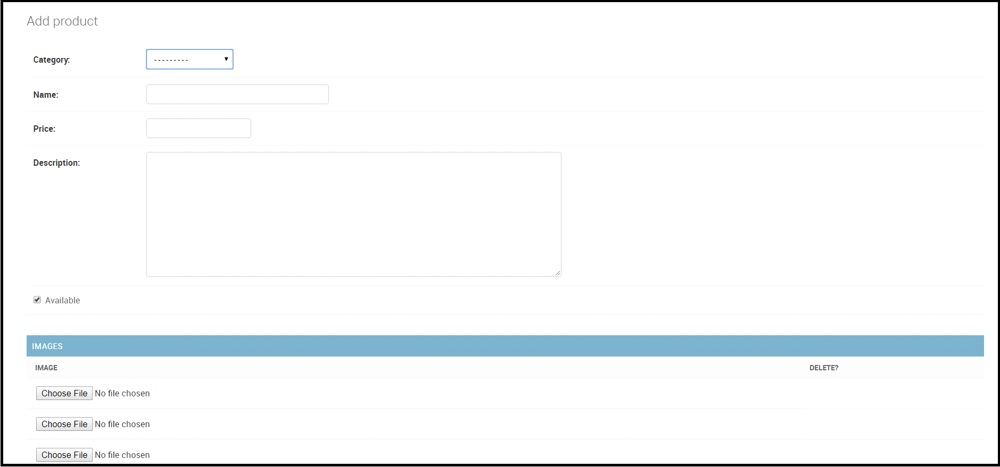 Add product
Category: ---------
Name:
Price:
Description:
Available
IMAGES
IMAGE DELETE?
Choose File No file chosen
Choose File No file chosen
Choose File No file chosen